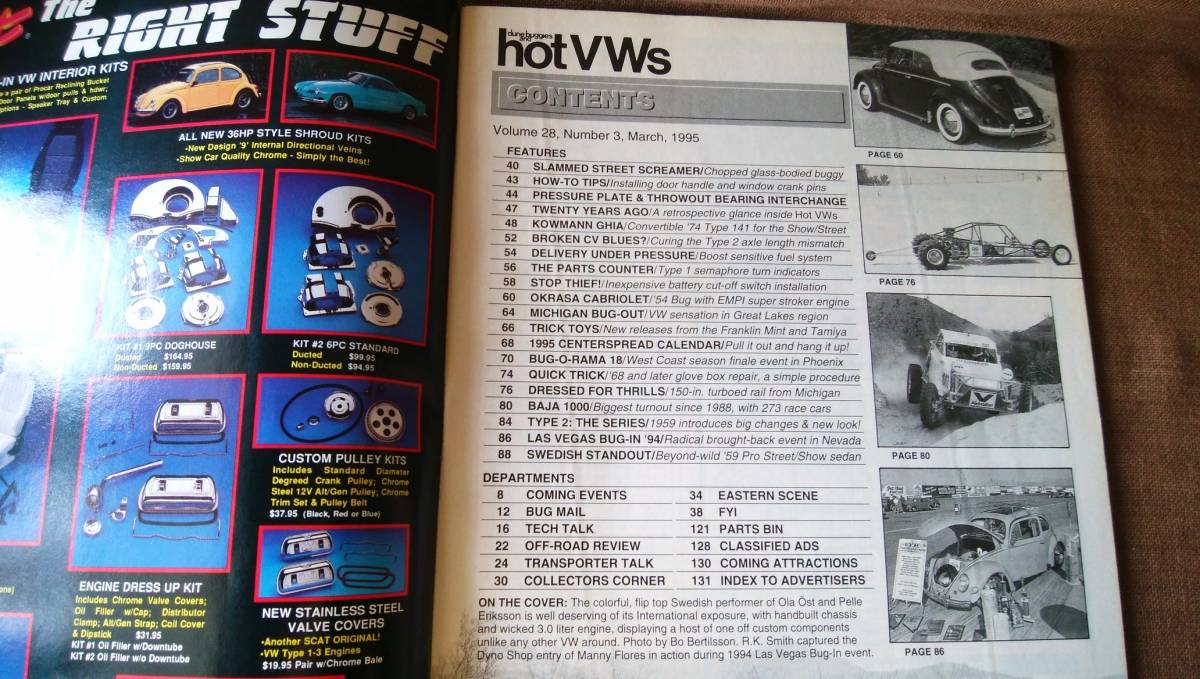 The
RIGHT STUFF
-IN VW INTERIOR KITS
a pair of Procar Reclining Bucket
Door Panels w/door pulls & hdwr;
ptions - Speaker Tray & Custom
ALL NEW 36HP STYLE SHROUD KITS
•New Design '9' Internal Directional Veins
•Show Car Quality Chrome - Simply the Best!
KIT #1 9PC DOGHOUSE
Ducted $164.95
Non-Ducted $159.95
KIT #2 6PC STANDARD
Ducted $99.95
Non-Ducted $94.95
CUSTOM PULLEY KITS
Includes Standard Diameter
Degreed Crank Pulley; Chrome
Steel 12V Alt/Gen Pulley; Chrome
Trim Set & Pulley Belt
$37.95 (Black, Red or Blue)
ENGINE DRESS UP KIT
Includes Chrome Valve Covers;
Oil Filler w/Cap; Distributor
Clamp; Alt/Gen Strap; Coil Cover
& Dipstick $31.95
KIT #1 Oil Filler w/Downtube
KIT #2 Oil Filler w/o Downtube
NEW STAINLESS STEEL
VALVE COVERS
•Another SCAT ORIGINAL!
•VW Type 1-3 Engines
$19.95 Pair w/Chrome Bale
dune buggies
and
hot VWs
CONTENTS
Volume 28, Number 3, March, 1995
FEATURES
40 SLAMMED STREET SCREAMER/Chopped glass-bodied buggy
43 HOW-TO TIPS/Installing door handle and window crank pins
44 PRESSURE PLATE & THROWOUT BEARING INTERCHANGE
47 TWENTY YEARS AGO/A retrospective glance inside Hot VWs
48 KOWMANN GHIA/Convertible '74 Type 141 for the Show/Street
52 BROKEN CV BLUES?/Curing the Type 2 axle length mismatch
54 DELIVERY UNDER PRESSURE/Boost sensitive fuel system
56 THE PARTS COUNTER/Type 1 semaphore turn indicators
58 STOP THIEF!/Inexpensive battery cut-off switch installation
60 OKRASA CABRIOLET/'54 Bug with EMPI super stroker engine
64 MICHIGAN BUG-OUT/VW sensation in Great Lakes region
66 TRICK TOYS/New releases from the Franklin Mint and Tamiya
68 1995 CENTERSPREAD CALENDAR/Pull it out and hang it up!
70 BUG-O-RAMA 18/West Coast season finale event in Phoenix
74 QUICK TRICK/'68 and later glove box repair, a simple procedure
76 DRESSED FOR THRILLS/150-in. turboed rail from Michigan
80 BAJA 1000/Biggest turnout since 1988, with 273 race cars
84 TYPE 2: THE SERIES/1959 introduces big changes & new look!
86 LAS VEGAS BUG-IN '94/Radical brought-back event in Nevada
88 SWEDISH STANDOUT/Beyond-wild '59 Pro Street/Show sedan
DEPARTMENTS
8 COMING EVENTS
12 BUG MAIL
16 TECH TALK
22 OFF-ROAD REVIEW
24 TRANSPORTER TALK
30 COLLECTORS CORNER
34 EASTERN SCENE
38 FYI
121 PARTS BIN
128 CLASSIFIED ADS
130 COMING ATTRACTIONS
131 INDEX TO ADVERTISERS
ON THE COVER: The colorful, flip top Swedish performer of Ola Öst and Pelle
Eriksson is well deserving of its International exposure, with handbuilt chassis
and wicked 3.0 liter engine, displaying a host of one off custom components
unlike any other VW around. Photo by Bo Bertilsson. R.K. Smith captured the
Dyno Shop entry of Manny Flores in action during 1994 Las Vegas Bug-In event.
PAGE 60
PAGE 76
PAGE 80
PAGE 86